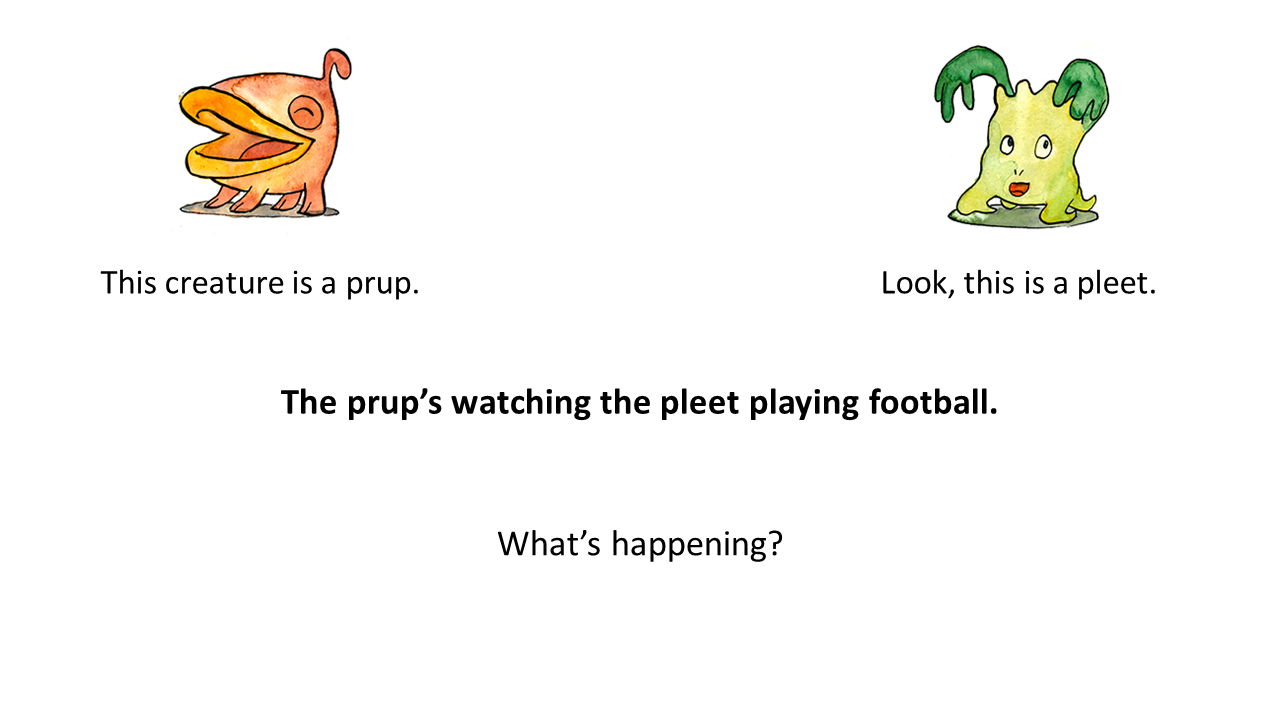 This creature is a prup.
Look, this is a pleet.
The prup’s watching the pleet playing football.
What’s happening?